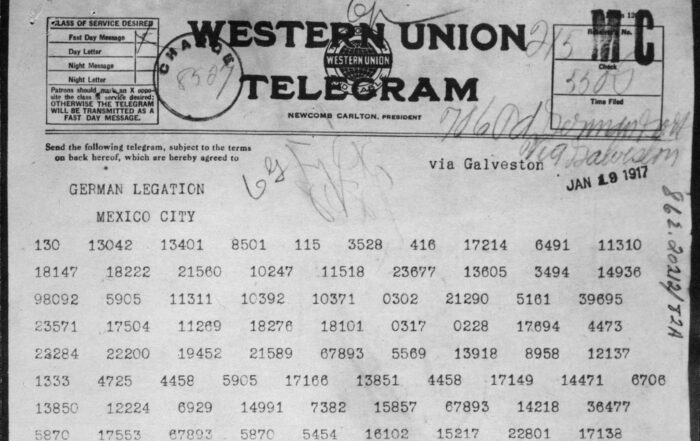 CLASS OF SERVICE DESIRED
Fast Day Message
Day Letter
Night Message
Night Letter
Patrons should mark an X oppo-
site the class of service desired;
OTHERWISE THE TELEGRAM
WILL BE TRANSMITTED AS A
FAST DAY MESSAGE.
CHARGE
WESTERN UNION
WESTERN UNION
TELEGRAM
NEWCOMB CARLTON, PRESIDENT
Check
Time Filed
Send the following telegram, subject to the terms
on back hereof, which are hereby agreed to
via Galveston
JAN 19 1917
GERMAN LEGATION
MEXICO CITY
130 13042 13401 8501 115 3528 416 17214 6491 11310
18147 18222 21560 10247 11518 23677 13605 3494 14936
98092 5905 11311 10392 10371 0302 21290 5161 39695
23571 17504 11269 18276 18101 0317 0228 17694 4473
22284 22200 19452 21589 67893 5569 13918 8958 12137
1333 4725 4458 5905 17166 13851 4458 17149 14471 6706
13850 12224 6929 14991 7382 15857 67893 14218 36477
5870 17553 67893 5870 5454 16102 15217 22801 17138